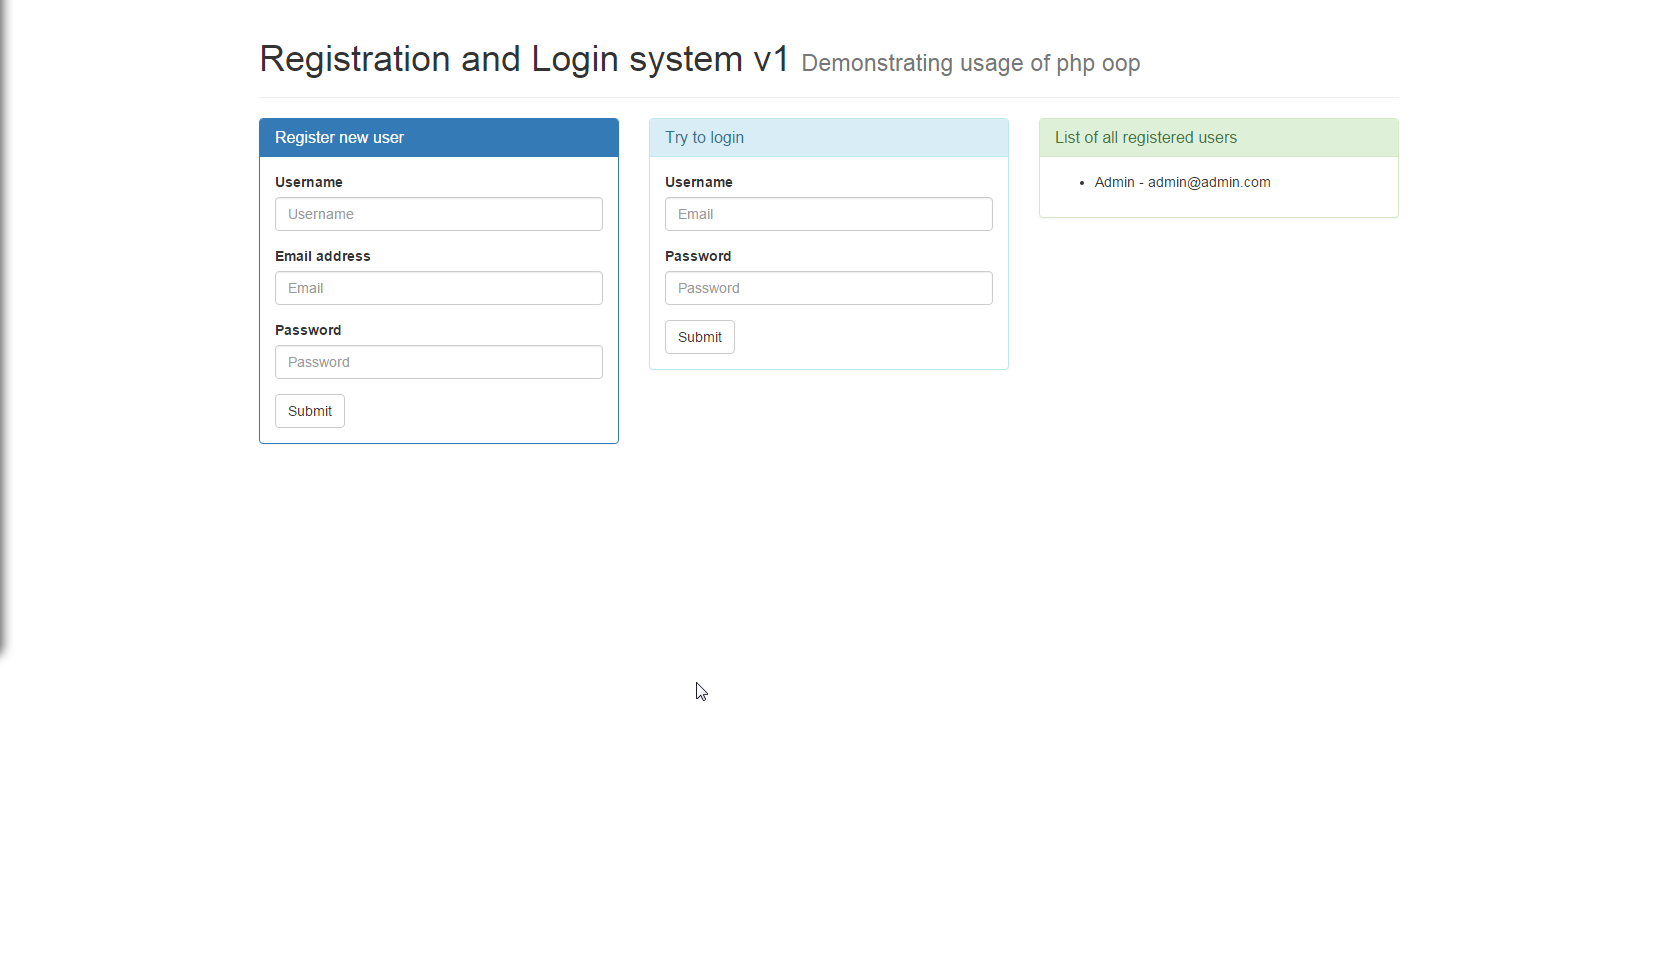 Registration and Login system v1 Demonstrating usage of php oop
Register new user
Username
Username
Email address
Email
Password
Password
Submit
Try to login
Username
Email
Password
Password
Submit
List of all registered users
• Admin - admin@admin.com